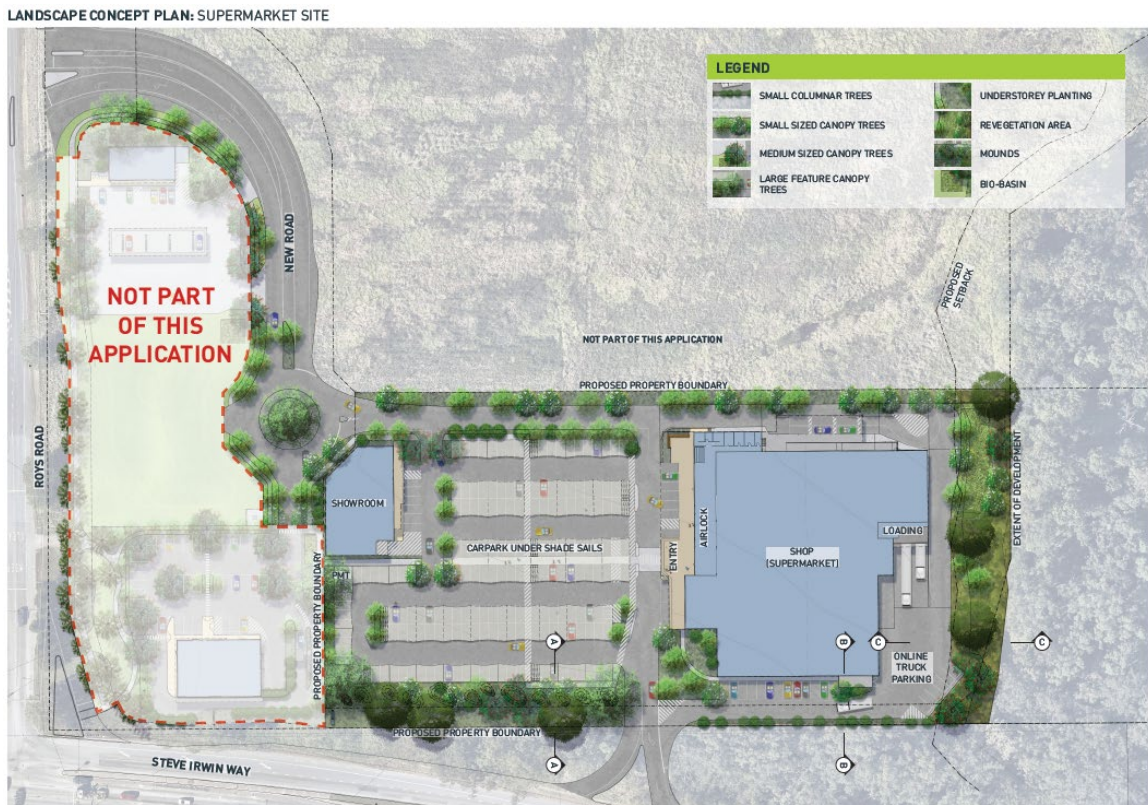 LANDSCAPE CONCEPT PLAN: SUPERMARKET SITE
LEGEND
SMALL COLUMNAR TREES
SMALL SIZED CANOPY TREES
MEDIUM SIZED CANOPY TREES
LARGE FEATURE CANOPY
TREES
UNDERSTOREY PLANTING
REVEGETATION AREA
MOUNDS
BIO-BASIN
NEW ROAD
PROPOSED
SETBACK
NOT PART
OF THIS
APPLICATION
NOT PART OF THIS APPLICATION
PROPOSED PROPERTY BOUNDARY
ROYS ROAD
EXTENT OF DEVELOPMENT
SHOWROOM
CARPARK UNDER SHADE SAILS
ENTRY
AIRLOCK
SHOP
(SUPERMARKET)
LOADING
PMT
PROPOSED PROPERTY BOUNDARY
A
B
C
C
ONLINE
TRUCK
PARKING
PROPOSED PROPERTY BOUNDARY
STEVE IRWIN WAY
A
B